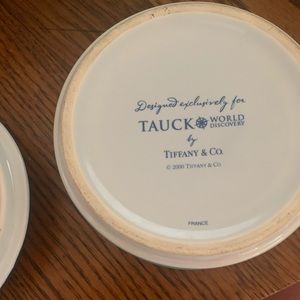 Designed exclusively for
TAUCK WORLD DISCOVERY
by
TIFFANY & CO.
© 2000 TIFFANY & CO.
FRANCE